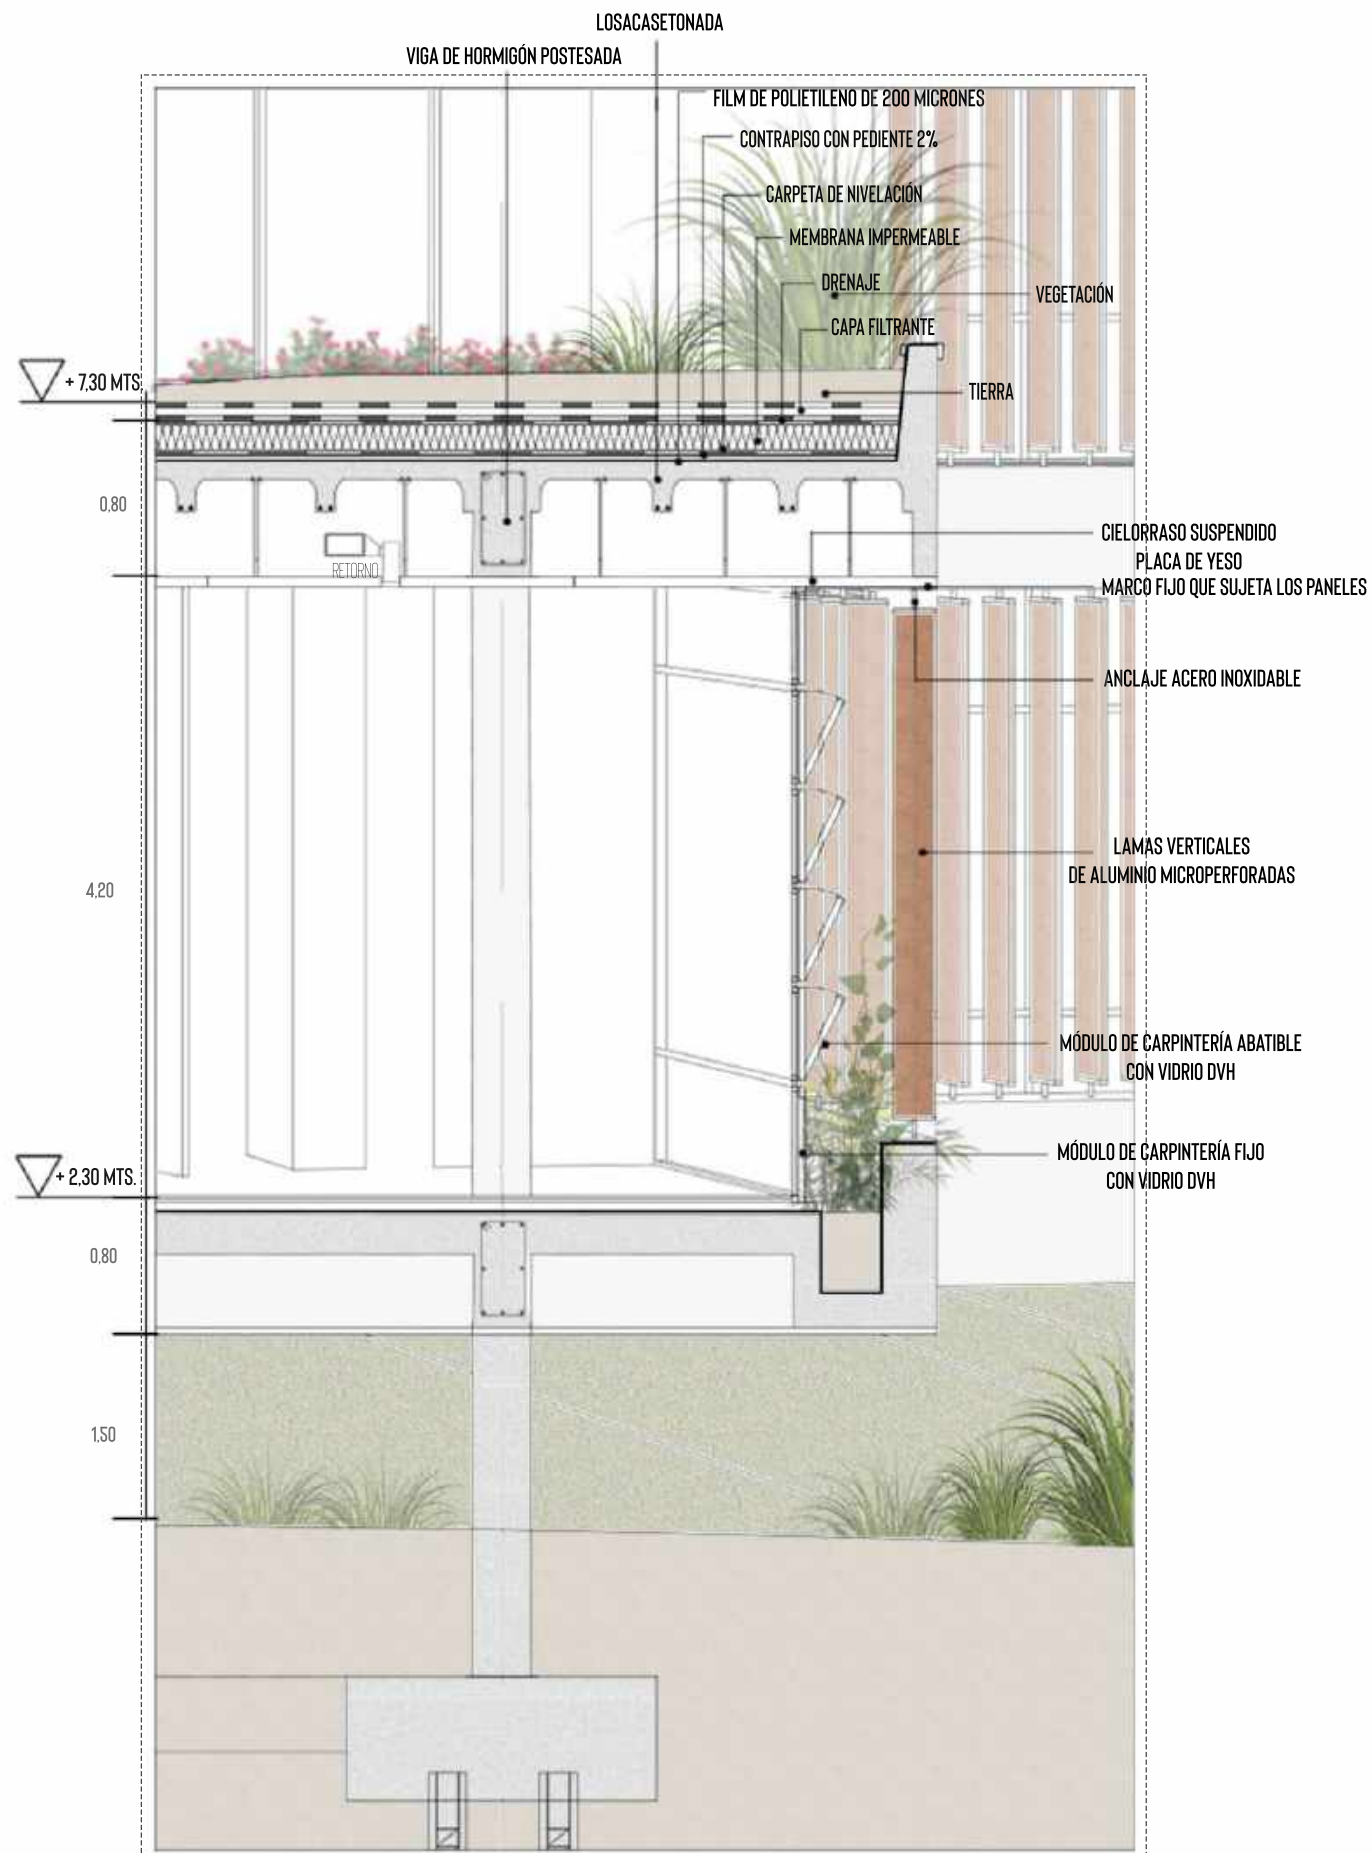 LOSACASETONADA
VIGA DE HORMIGÓN POSTESADA
FILM DE POLIETILENO DE 200 MICRONES
CONTRAPISO CON PEDIENTE 2%
CARPETA DE NIVELACIÓN
MEMBRANA IMPERMEABLE
DRENAJE
VEGETACIÓN
CAPA FILTRANTE
+ 7,30 MTS
TIERRA
0,80
RETORNO
CIELORRASO SUSPENDIDO
PLACA DE YESO
MARCO FIJO QUE SUJETA LOS PANELES
ANCLAJE ACERO INOXIDABLE
4,20
LAMAS VERTICALES
DE ALUMINIO MICROPERFORADAS
MÓDULO DE CARPINTERÍA ABATIBLE
CON VIDRIO DVH
MÓDULO DE CARPINTERÍA FIJO
CON VIDRIO DVH
+ 2,30 MTS.
0,80
1,50